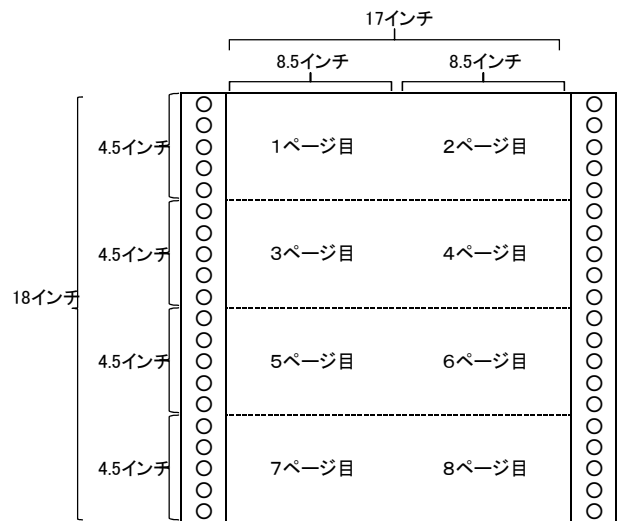 17インチ
8.5インチ 8.5インチ
4.5インチ 1ページ目 2ページ目
4.5インチ 3ページ目 4ページ目
18インチ
4.5インチ 5ページ目 6ページ目
4.5インチ 7ページ目 8ページ目